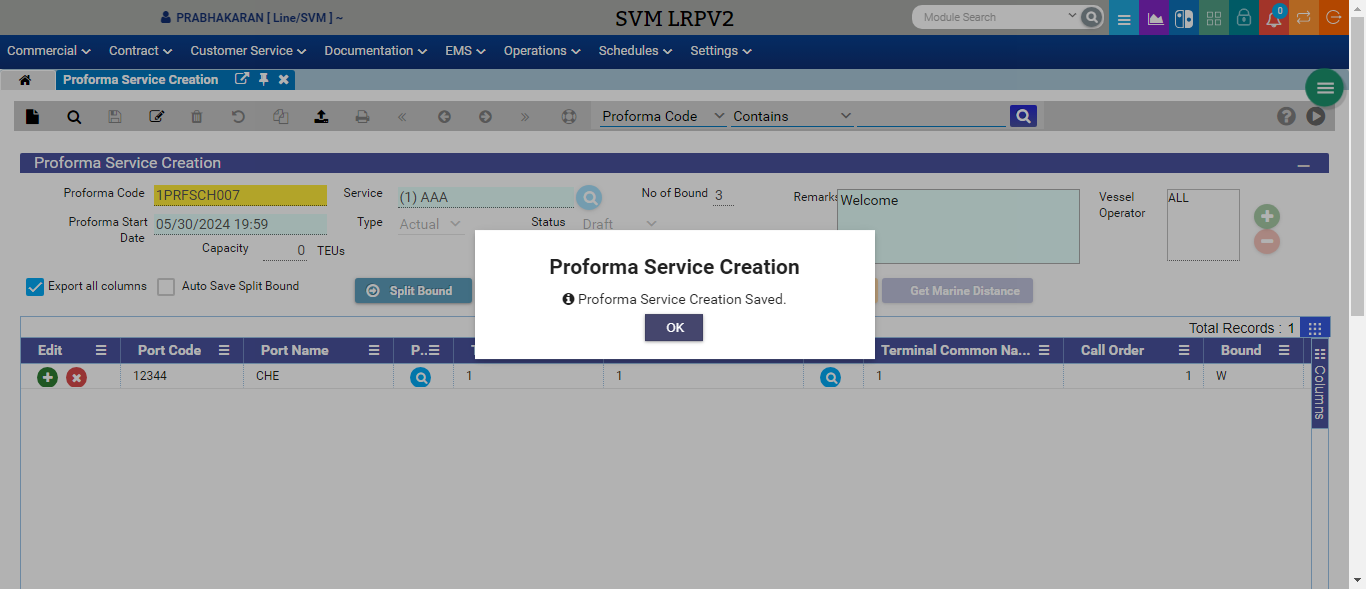 PRABHAKARAN [ Line/SVM ] ~
SVM LRPV2
Module Search
0
Commercial
Contract
Customer Service
Documentation
EMS
Operations
Schedules
Settings
Proforma Service Creation
Proforma Code
Contains
Proforma Service Creation
Proforma Code
1PRFSCH007
Service
(1) AAA
No of Bound
3
Remarks
Welcome
Vessel
Operator
ALL
Proforma Start
Date
05/30/2024 19:59
Type
Actual
Status
Draft
Capacity
0
TEUs
Export all columns
Auto Save Split Bound
Split Bound
Get Marine Distance
Proforma Service Creation
Proforma Service Creation Saved.
OK
Total Records : 1
Edit
Port Code
Port Name
P..
Terminal Common Na...
Call Order
Bound
12344
CHE
1
1
1
1
W
Columns